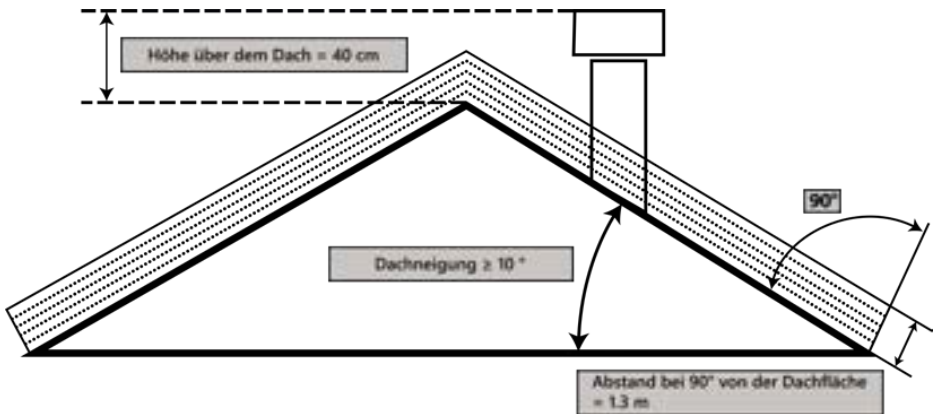 Höhe über dem Dach = 40 cm
90°
Dachneigung ≥ 10 °
Abstand bei 90° von der Dachfläche
= 1.3 m